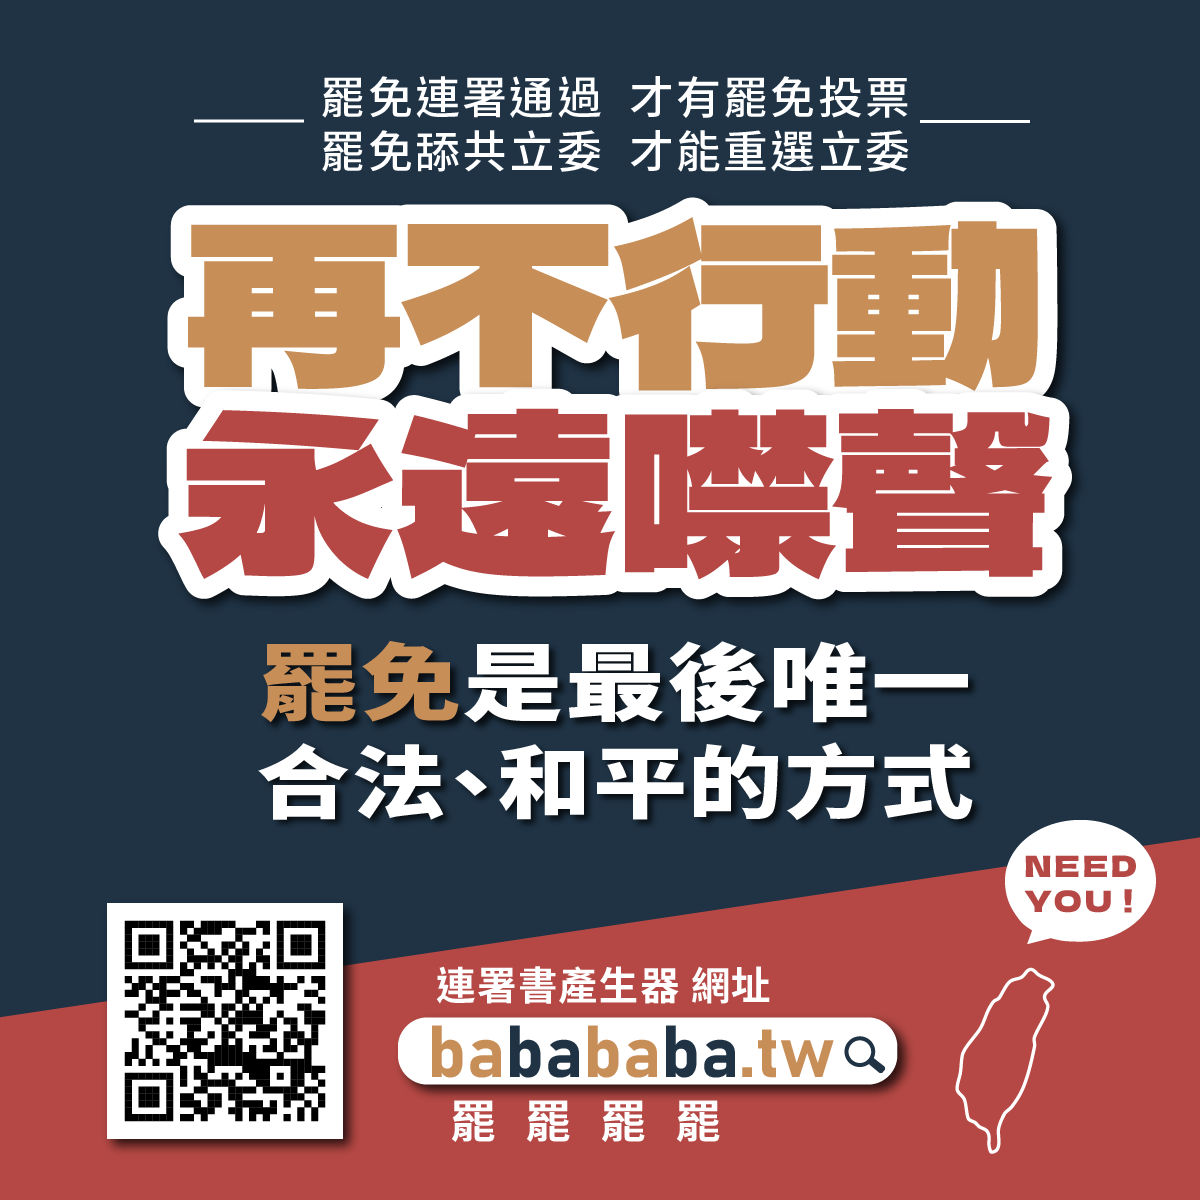 罷免連署通過 才有罷免投票
罷免舔共立委 才能重選立委
再不行動
永遠噤聲
罷免是最後唯一
合法、和平的方式
NEED
YOU!
連署書產生器 網址
babababa.tw
罷 罷 罷 罷